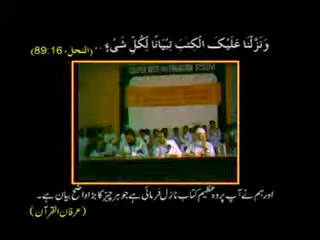 وَنَزَّلْنَا عَلَيْكَ الْكِتٰبَ تِبْيَانًا لِّكُلِّ شَيْءٍ... (النحل، 89:16)
اور ہم نے آپ پر وہ عظیم کتاب نازل فرمائی ہے جو ہر چیز کا بڑا واضح بیان ہے۔
(عرفان القرآن)